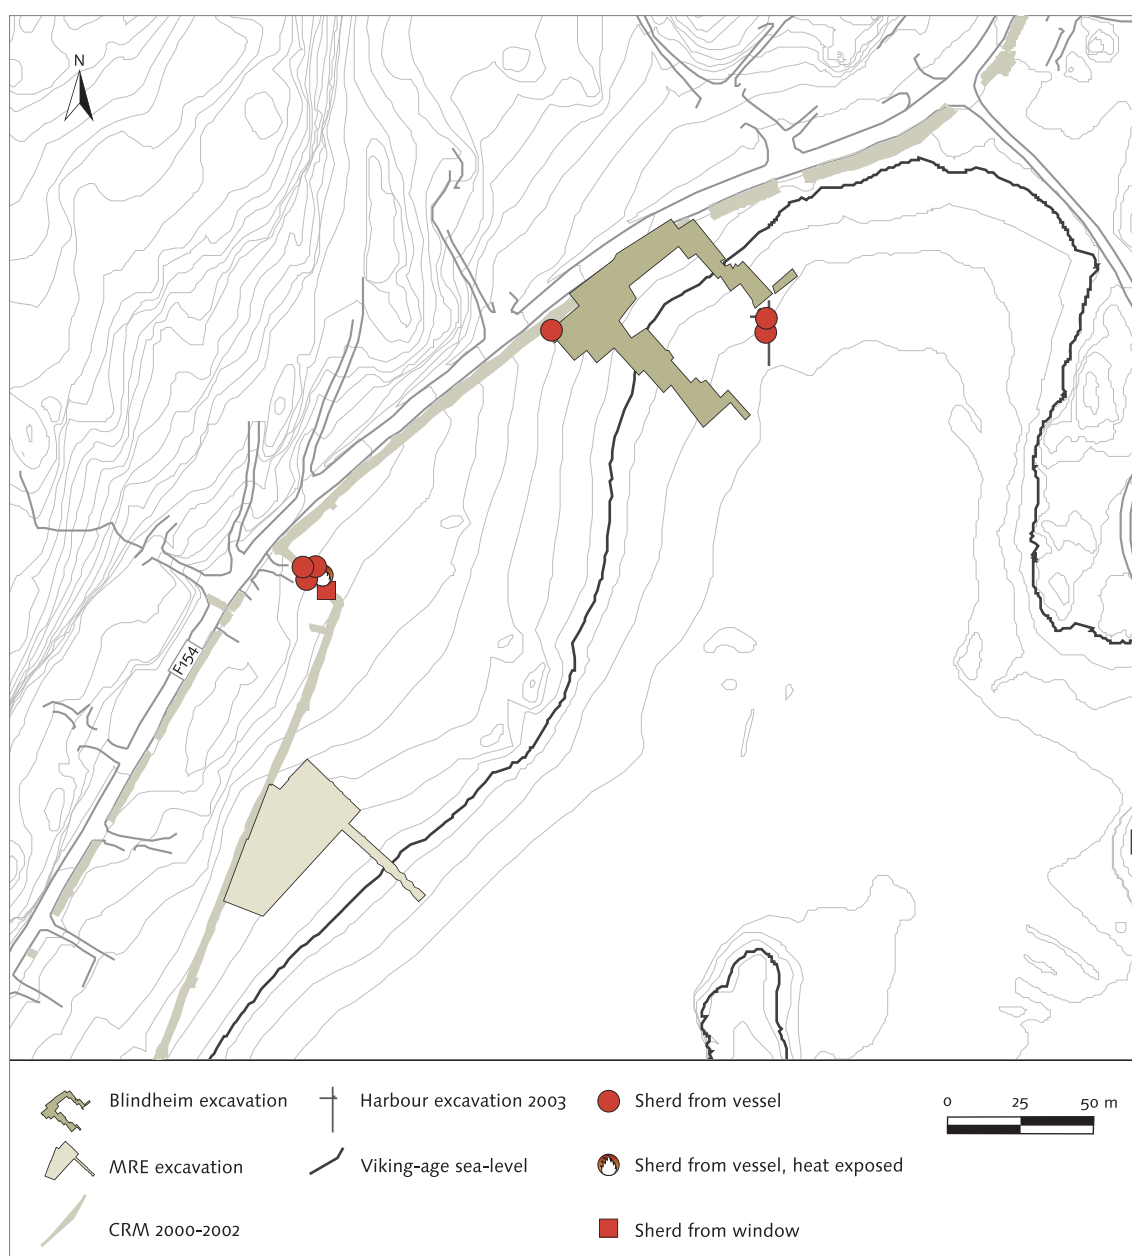 N
F154
Blindheim excavation
Harbour excavation 2003
Sherd from vessel
0 25 50 m
MRE excavation
Viking-age sea-level
Sherd from vessel, heat exposed
CRM 2000-2002
Sherd from window